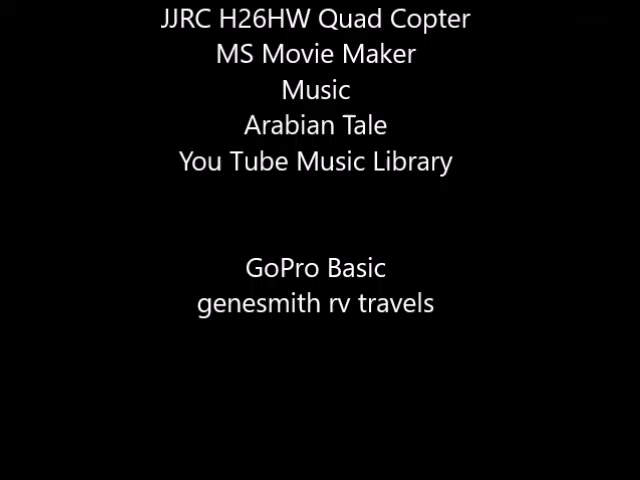 JJRC H26HW Quad Copter
MS Movie Maker
Music
Arabian Tale
You Tube Music Library
GoPro Basic
genesmith rv travels